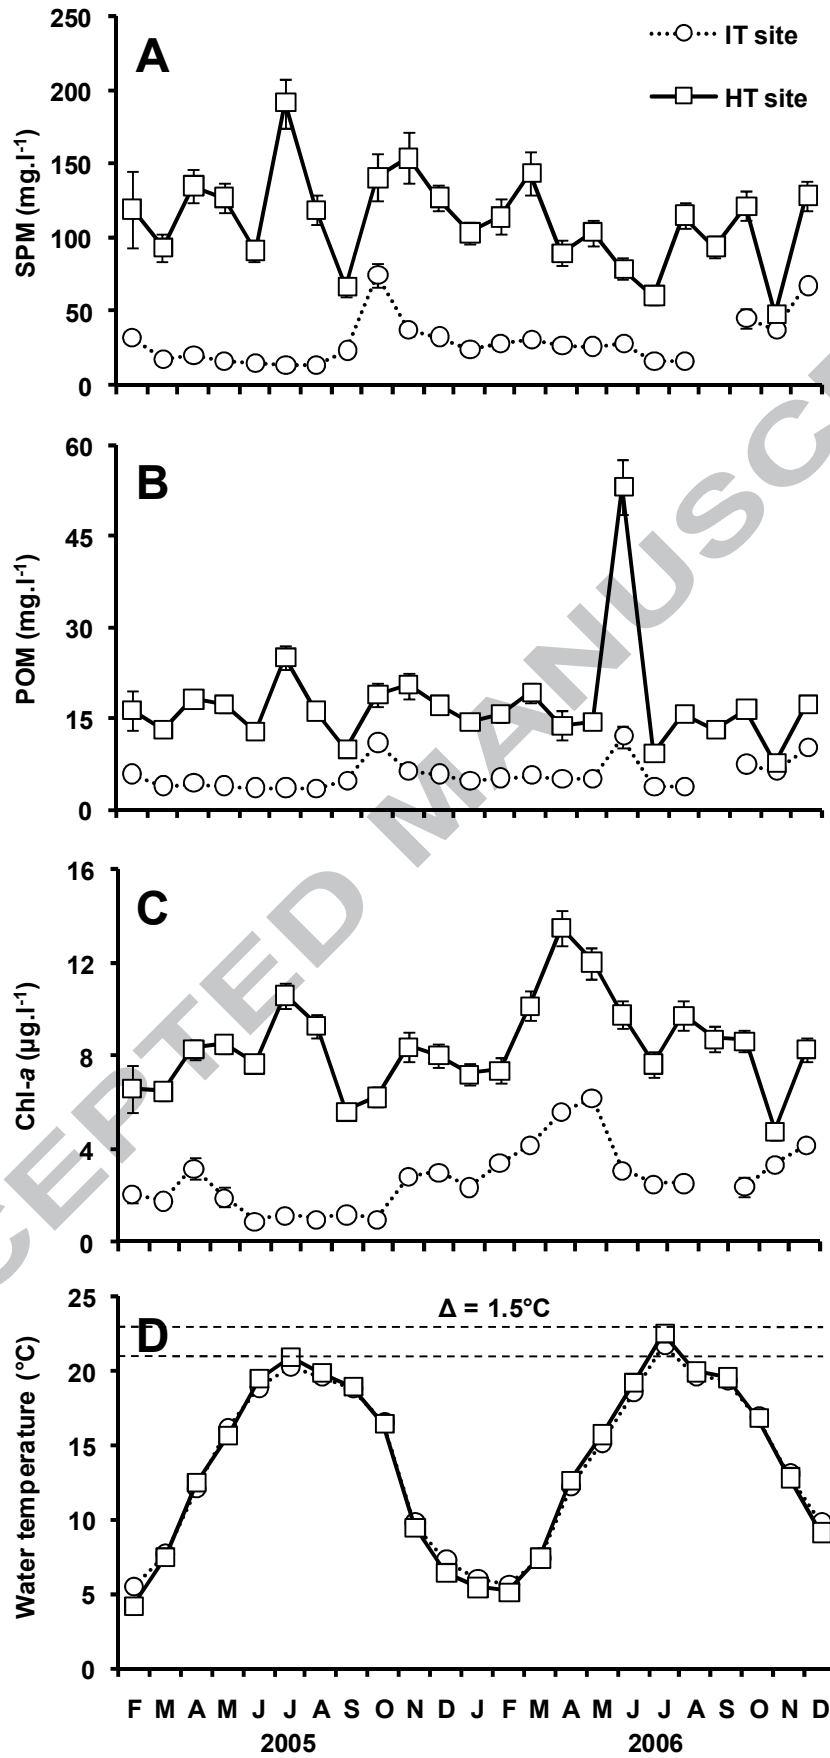 250
A
IT site
200
HT site
150
SPM (mg.l-1)
100
50
0
60
B
45
POM (mg.l-1)
30
15
0
16
C
12
Chl-a (µg.l-1)
8
4
0
25
Δ = 1.5°C
D
20
Water temperature (°C)
15
10
5
0
F M A M J J A S O N D J F M A M J J A S O N D
2005 2006
CEPTED MANUSC